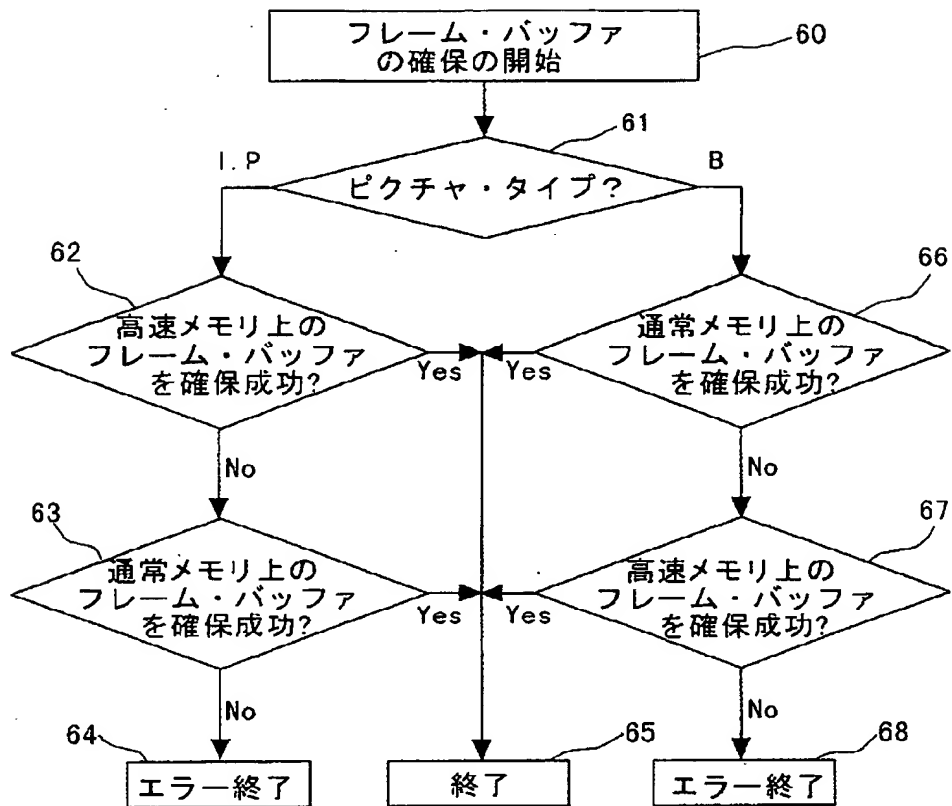 フレーム・バッファ
の確保の開始
60
61
I.P
B
ピクチャ・タイプ?
62
66
高速メモリ上の
フレーム・バッファ
を確保成功?
通常メモリ上の
フレーム・バッファ
を確保成功?
Yes
Yes
No
No
63
67
通常メモリ上の
フレーム・バッファ
を確保成功?
高速メモリ上の
フレーム・バッファ
を確保成功?
Yes
Yes
No
No
64
65
68
エラー終了
終了
エラー終了